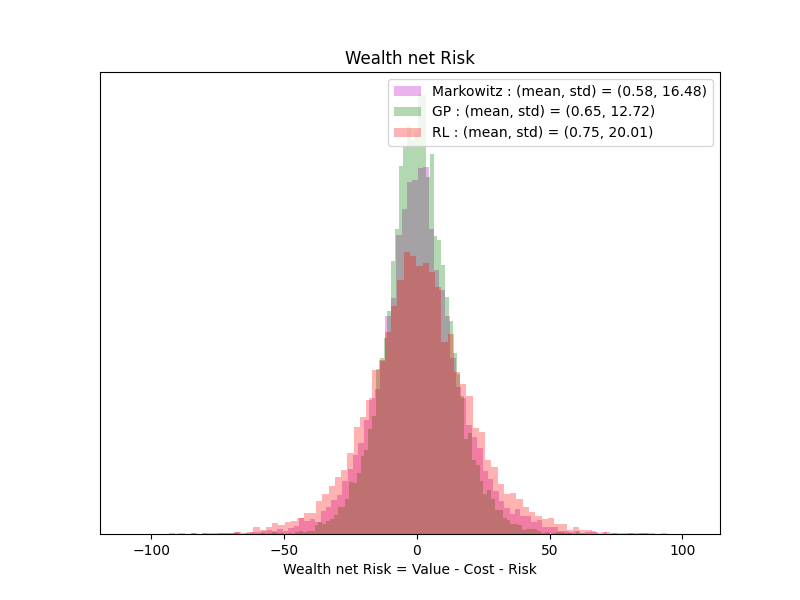 Wealth net Risk
Markowitz : (mean, std) = (0.58, 16.48)
GP : (mean, std) = (0.65, 12.72)
RL : (mean, std) = (0.75, 20.01)
−100 −50 0 50 100
Wealth net Risk = Value - Cost - Risk